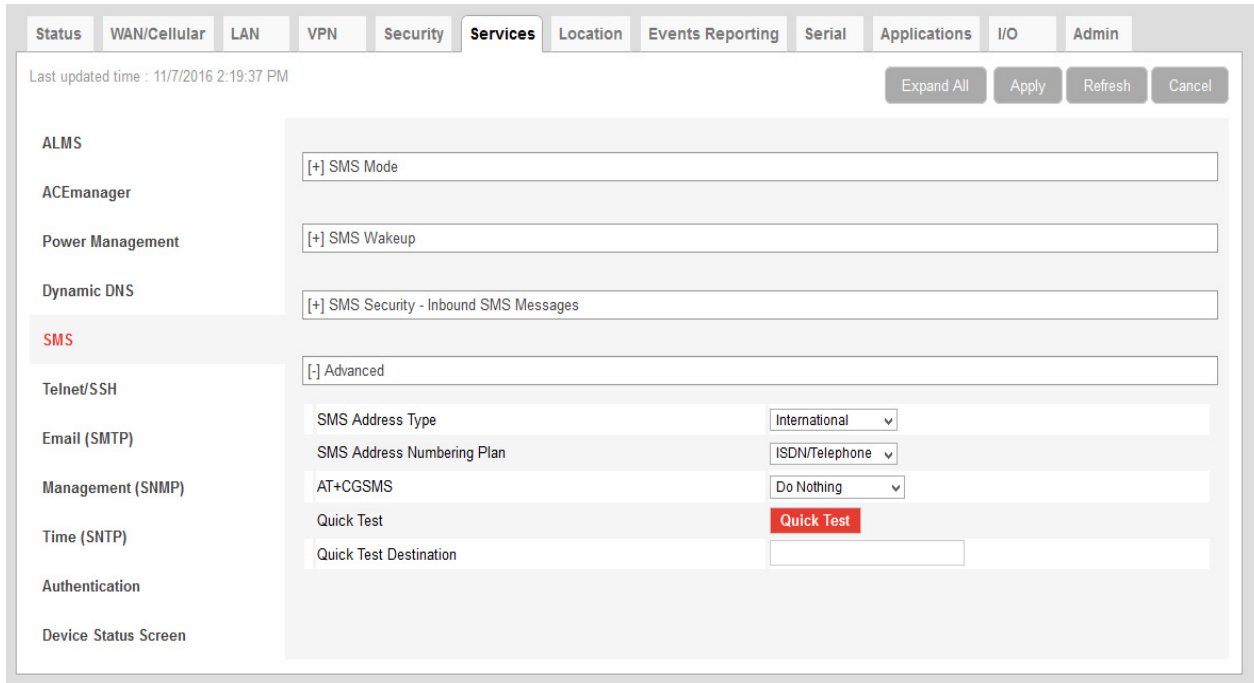 Status WAN/Cellular LAN VPN Security Services Location Events Reporting Serial Applications I/O Admin
Last updated time : 11/7/2016 2:19:37 PM
Expand All Apply Refresh Cancel
ALMS
ACEmanager
Power Management
Dynamic DNS
SMS
Telnet/SSH
Email (SMTP)
Management (SNMP)
Time (SNTP)
Authentication
Device Status Screen
[+] SMS Mode
[+] SMS Wakeup
[+] SMS Security - Inbound SMS Messages
[-] Advanced
SMS Address Type International
SMS Address Numbering Plan ISDN/Telephone
AT+CGSMS Do Nothing
Quick Test Quick Test
Quick Test Destination